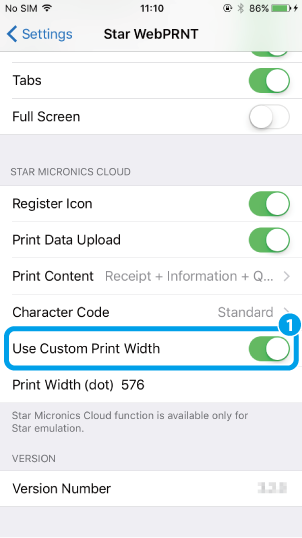 No SIM 11:10 86%
Settings Star WebPRNT
Tabs
Full Screen
STAR MICRONICS CLOUD
Register Icon
Print Data Upload
Print Content Receipt + Information + Q...
Character Code Standard
1
Use Custom Print Width
Print Width (dot) 576
Star Micronics Cloud function is available only for
Star emulation.
VERSION
Version Number